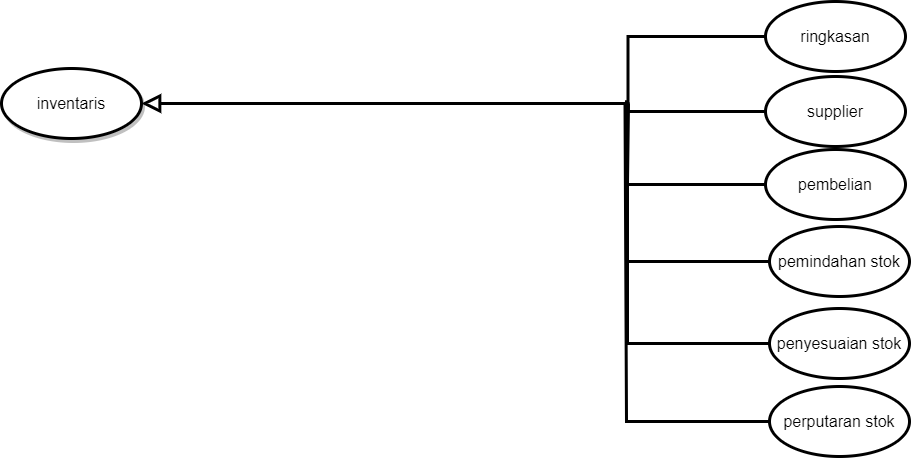 ringkasan
inventaris
supplier
pembelian
pemindahan stok
penyesuaian stok
perputaran stok